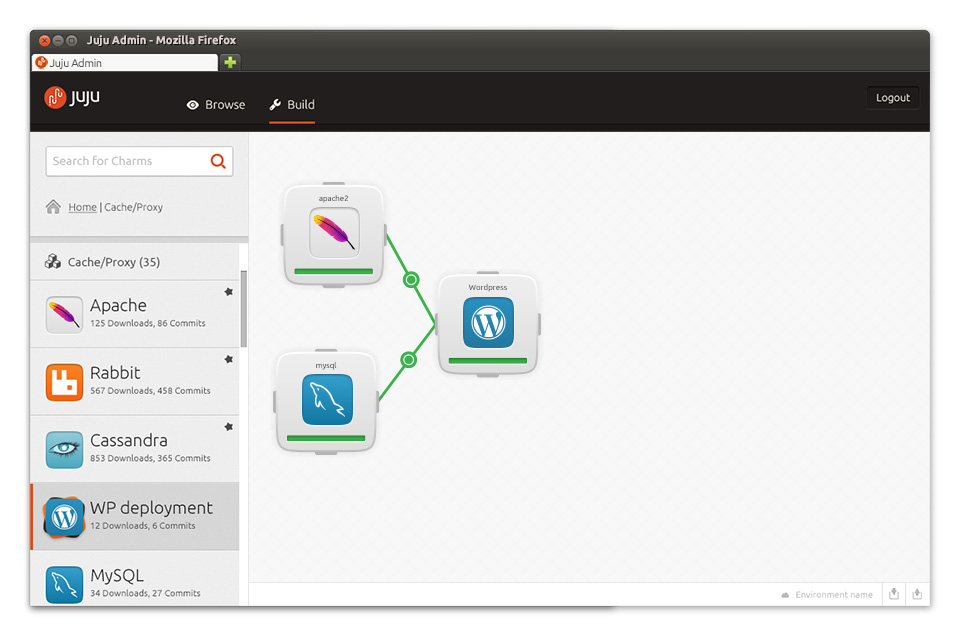 Juju Admin - Mozilla Firefox
Juju Admin
juju
Browse
Build
Logout
Search for Charms
Home | Cache/Proxy
Cache/Proxy (35)
Apache
125 Downloads, 86 Commits
Rabbit
567 Downloads, 458 Commits
Cassandra
853 Downloads, 365 Commits
WP deployment
12 Downloads, 6 Commits
MySQL
34 Downloads, 27 Commits
apache2
Wordpress
mysql
Environment name